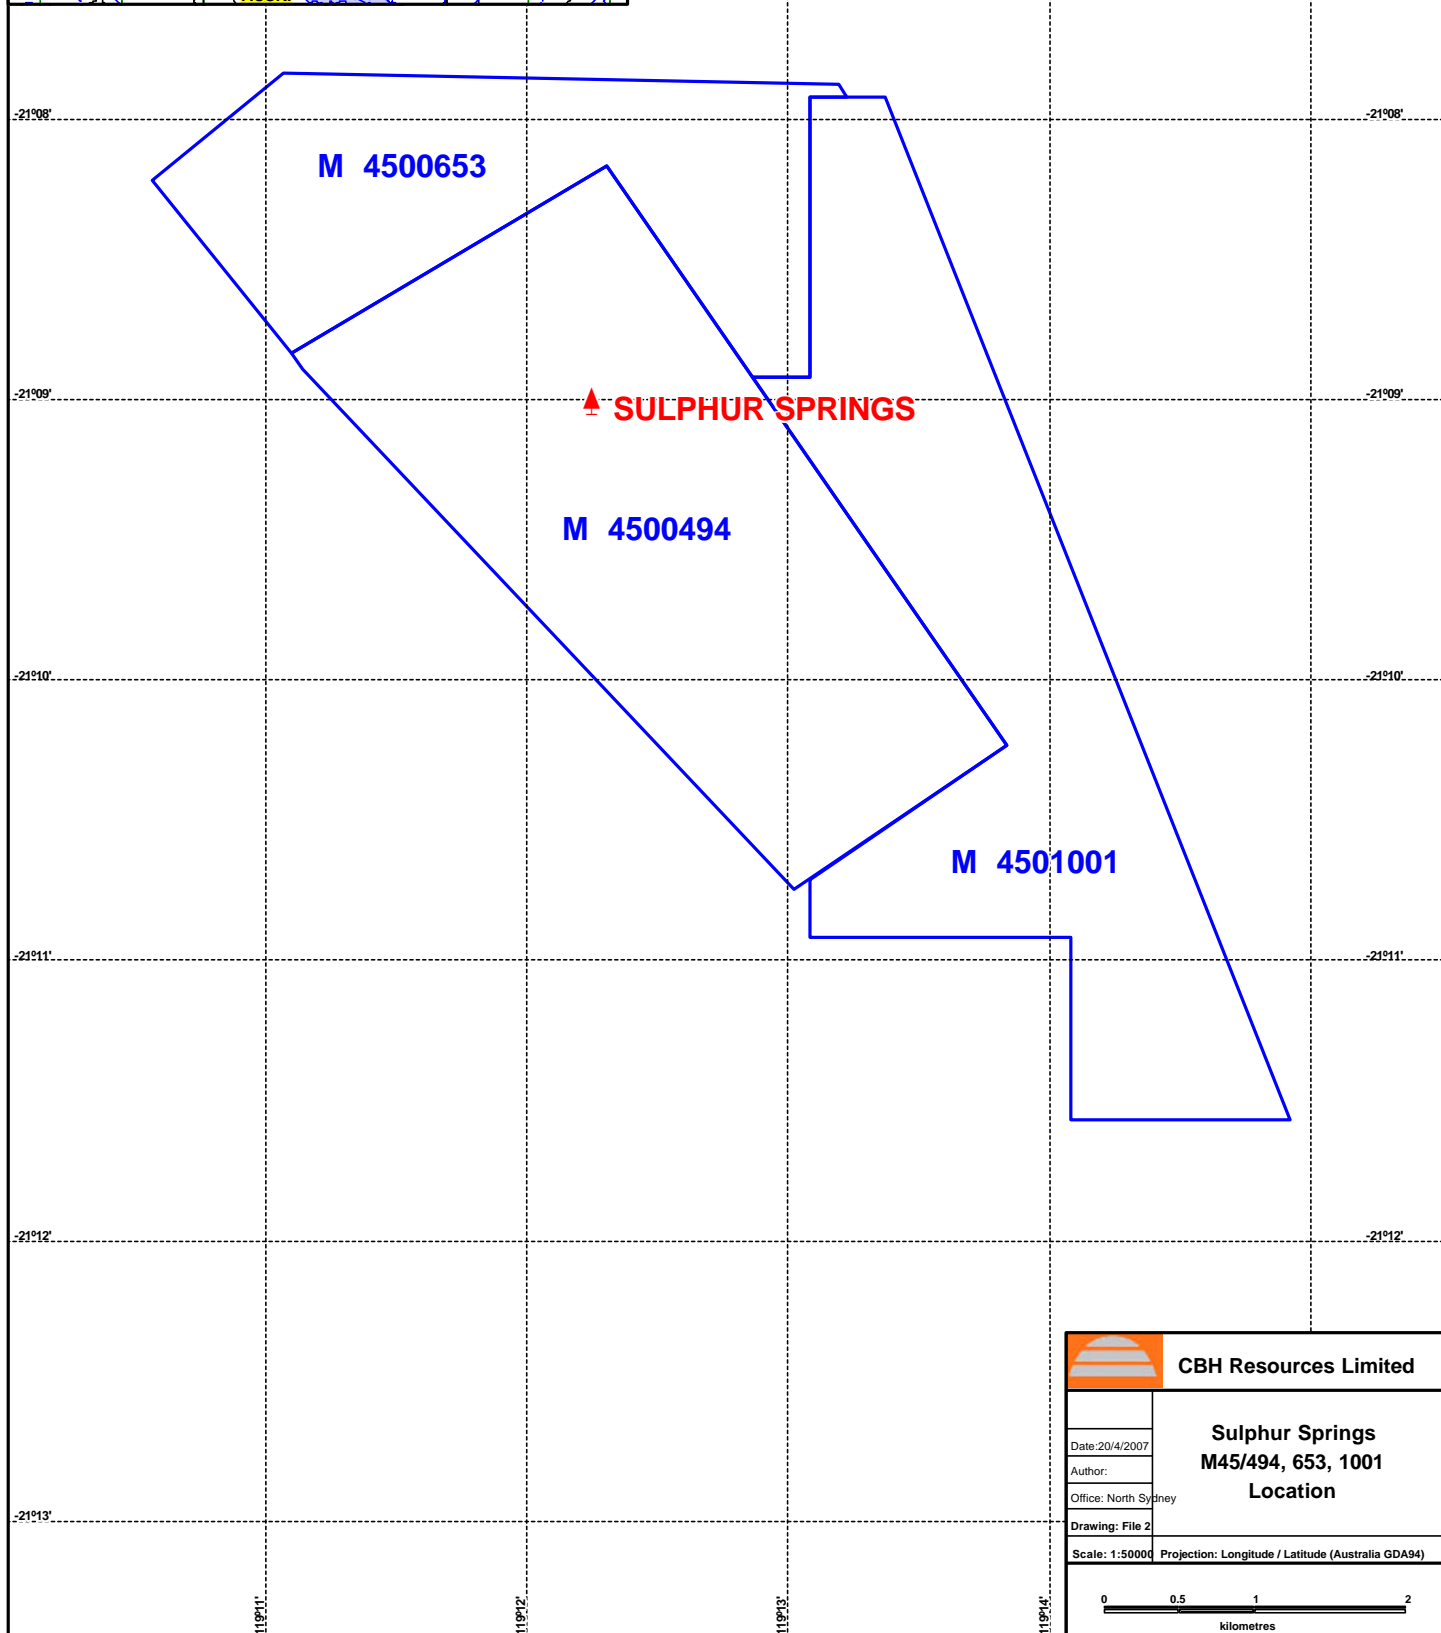 -21º08' -21º08'
M 4500653
-21º09' -21º09'
SULPHUR SPRINGS
M 4500494
-21º10' -21º10'
M 4501001
-21º11' -21º11'
-21º12' -21º12'
CBH Resources Limited
Sulphur Springs
M45/494, 653, 1001
Location
Date:20/4/2007
Author:
Office: North Sydney
Drawing: File 2
Scale: 1:50000 Projection: Longitude / Latitude (Australia GDA94)
-21º13'
0 0.5 1 2
kilometres
119º11' 119º12' 119º13' 119º14'